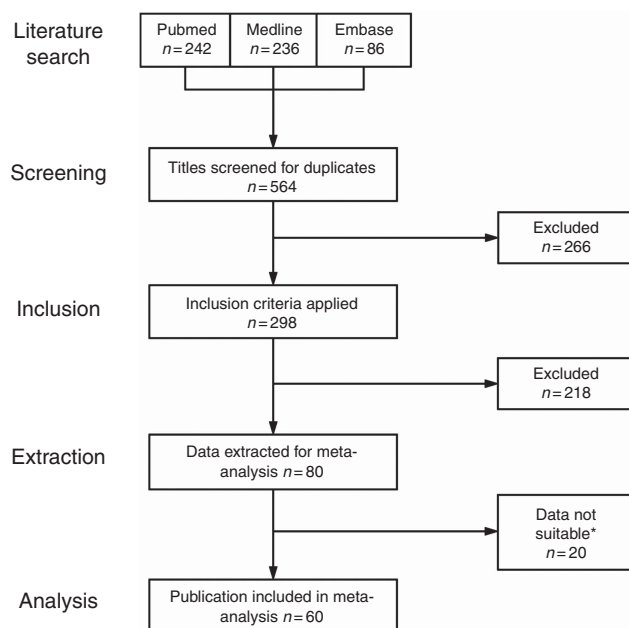 Literature
search
Pubmed
n=242
Medline
n=236
Embase
n=86
Screening
Titles screened for duplicates
n=564
Excluded
n=266
Inclusion
Inclusion criteria applied
n=298
Excluded
n=218
Extraction
Data extracted for meta-
analysis n=80
Data not
suitable*
n=20
Analysis
Publication included in meta-
analysis n=60